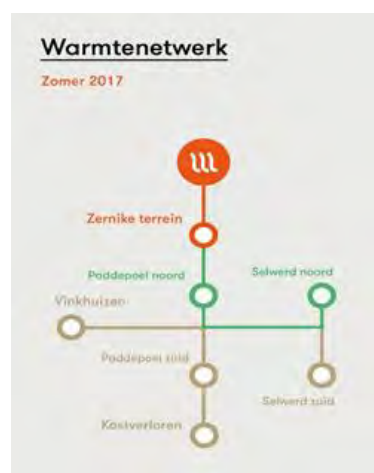 Warmtenetwerk
Zomer 2017
Zernike terrein
Paddepoel noord
Selwerd noord
Vinkhuizen
Paddepoel zuid
Selwerd zuid
Kostverloren